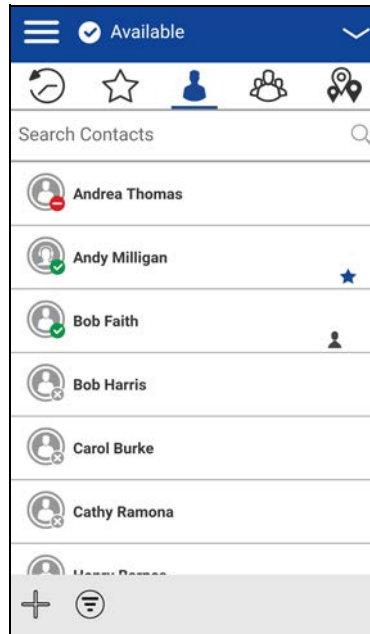 Available
Search Contacts
Andrea Thomas
Andy Milligan
Bob Faith
Bob Harris
Carol Burke
Cathy Ramona